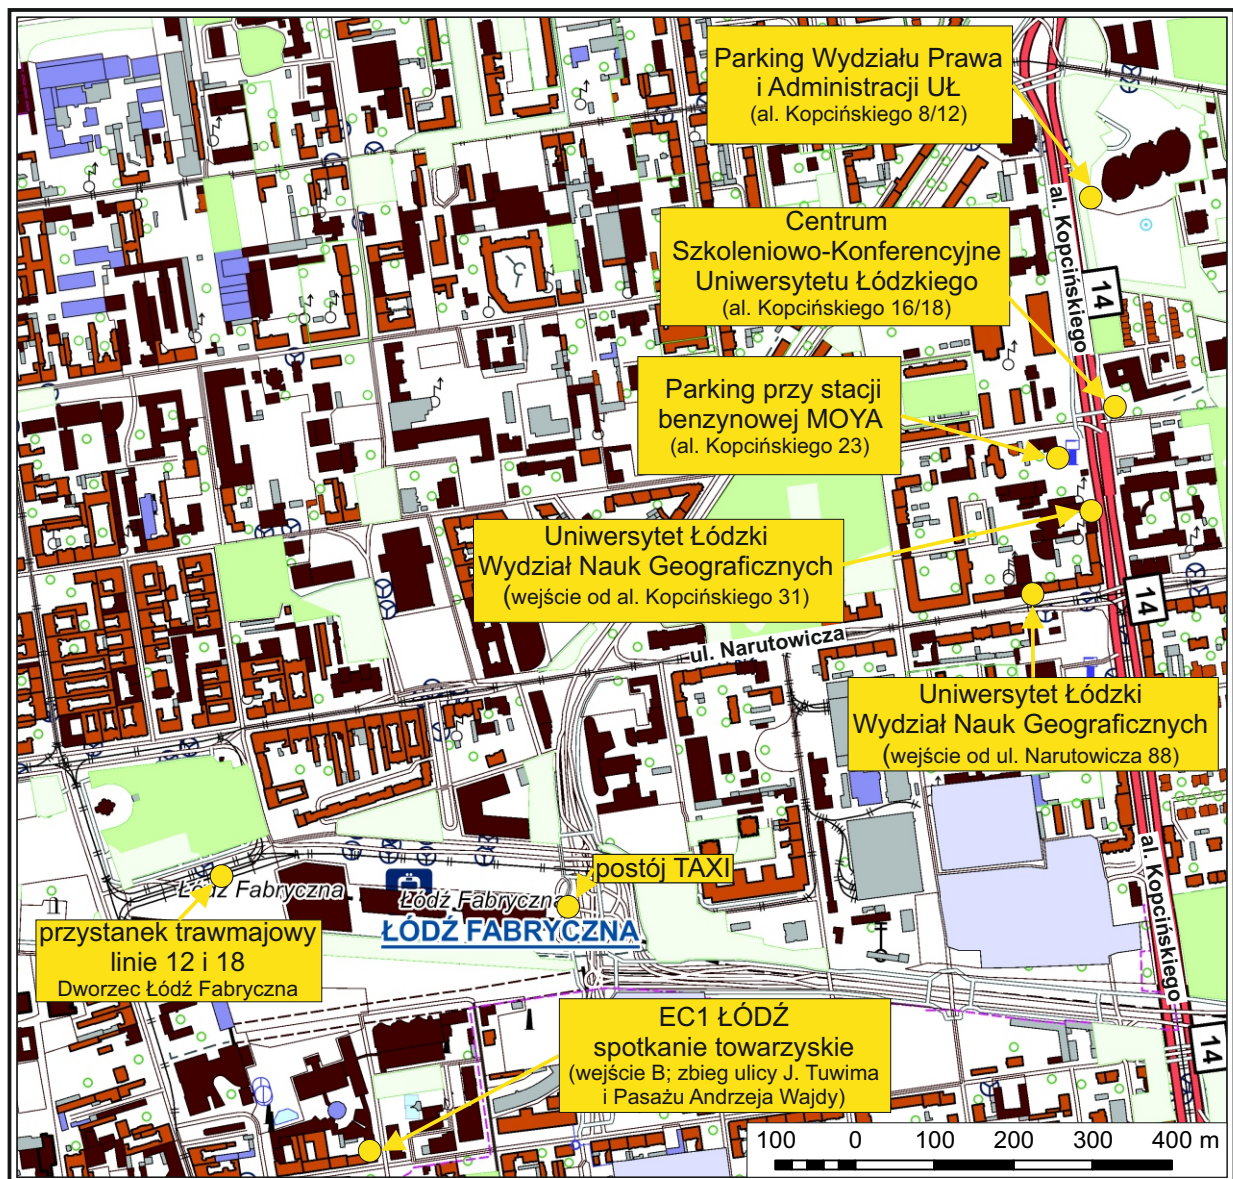 Parking Wydziału Prawa
i Administracji UŁ
(al. Kopcińskiego 8/12)
al. Kopcińskiego
Centrum
Szkoleniowo-Konferencyjne
Uniwersytetu Łódzkiego
(al. Kopcińskiego 16/18)
14
Parking przy stacji
benzynowej MOYA
(al. Kopcińskiego 23)
Uniwersytet Łódzki
Wydział Nauk Geograficznych
(wejście od al. Kopcińskiego 31)
14
ul. Narutowicza
Uniwersytet Łódzki
Wydział Nauk Geograficznych
(wejście od ul. Narutowicza 88)
al. Kopcińskiego
postój TAXI
Łódź Fabryczna
Łódź Fabryczna
ŁÓDŹ FABRYCZNA
przystanek trawmajowy
linie 12 i 18
Dworzec Łódź Fabryczna
EC1 ŁÓDŹ
spotkanie towarzyskie
(wejście B; zbieg ulicy J. Tuwima
i Pasażu Andrzeja Wajdy)
14
100 0 100 200 300 400 m